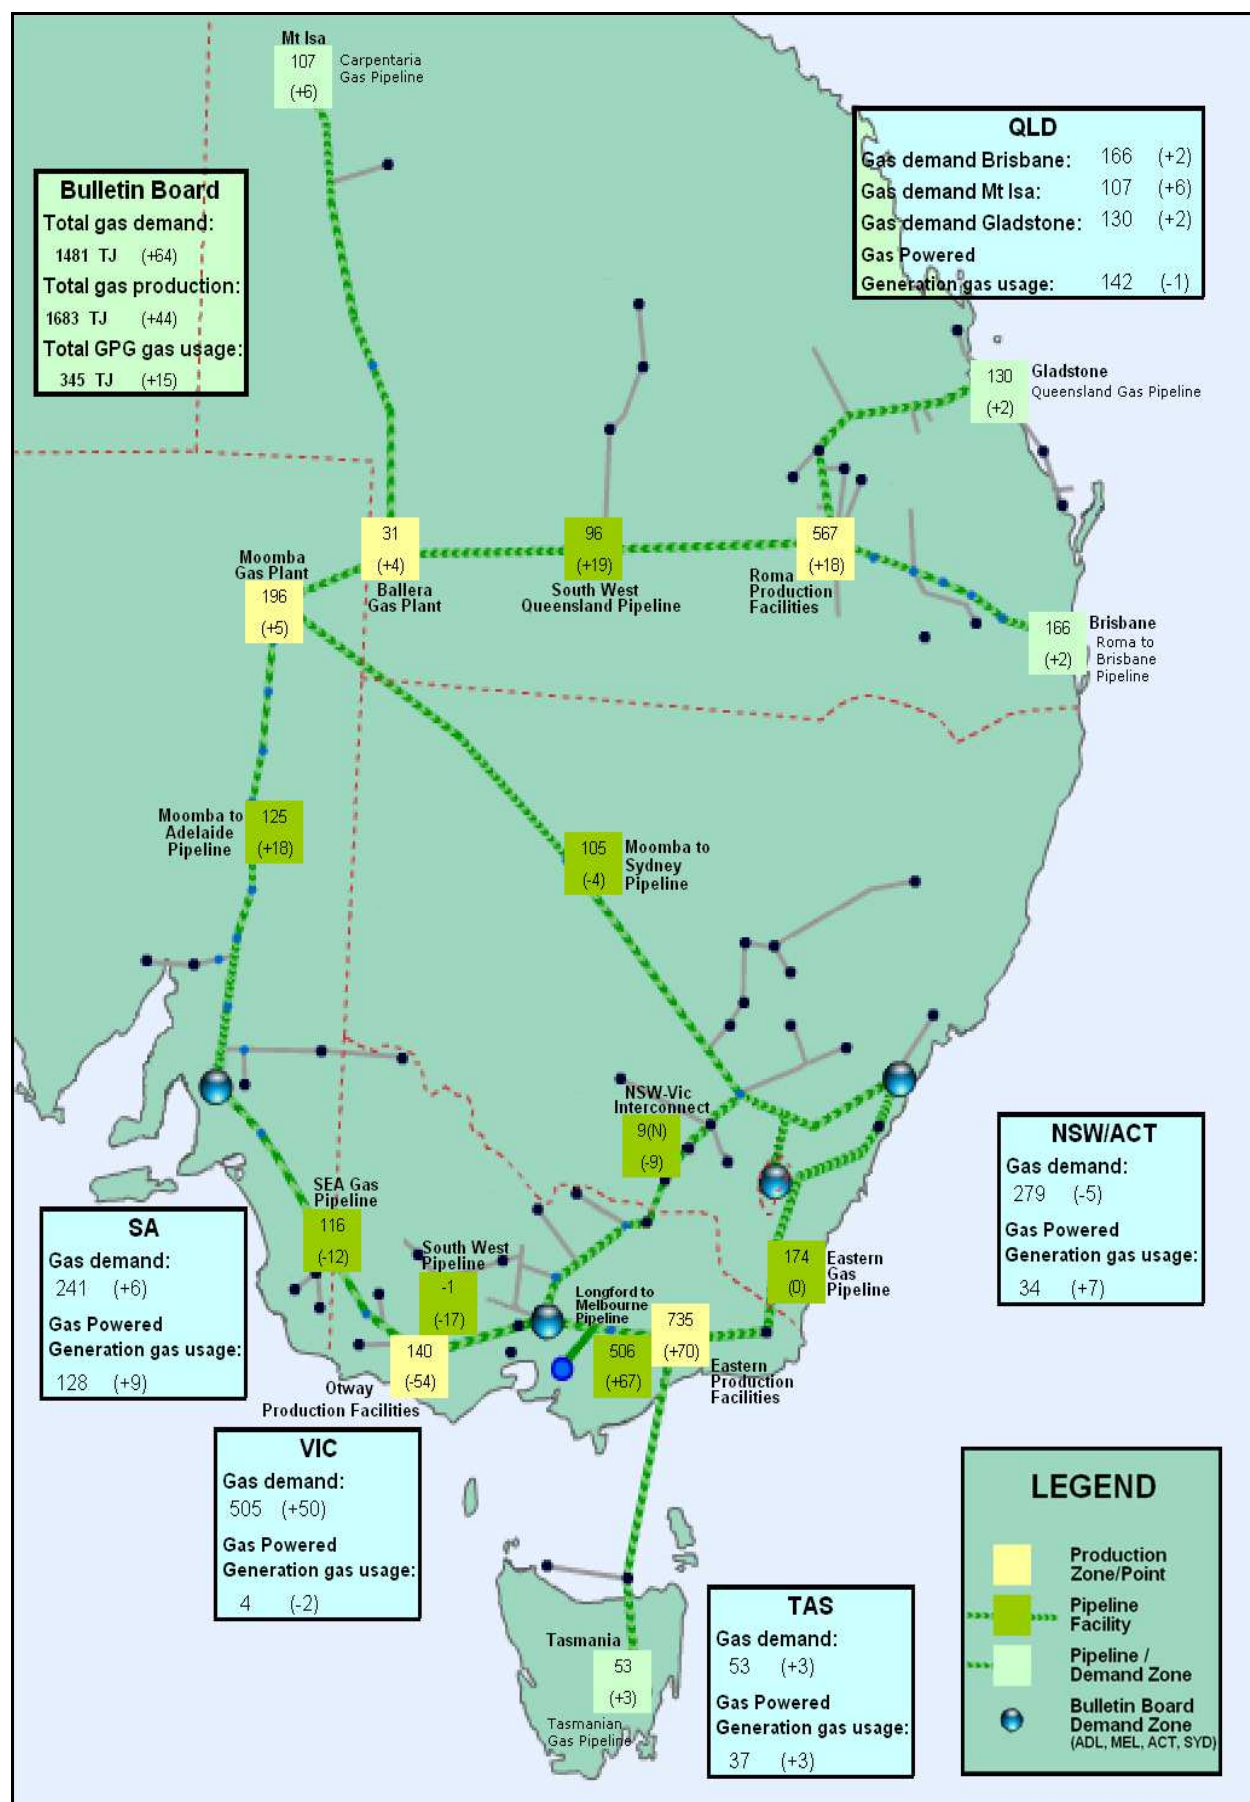 Mt Isa
107
(+6)
Carpentaria
Gas Pipeline
QLD
Gas demand Brisbane: 166 (+2)
Gas demand Mt Isa: 107 (+6)
Gas demand Gladstone: 130 (+2)
Gas Powered
Generation gas usage: 142 (-1)
Bulletin Board
Total gas demand:
1481 TJ (+64)
Total gas production:
1683 TJ (+44)
Total GPG gas usage:
345 TJ (+15)
130
(+2)
Gladstone
Queensland Gas Pipeline
31
(+4)
Ballera
Gas Plant
96
(+19)
South West
Queensland Pipeline
567
(+18)
Roma
Production
Facilities
Moomba
Gas Plant
196
(+5)
166
(+2)
Brisbane
Roma to
Brisbane
Pipeline
Moomba to
Adelaide
Pipeline
125
(+18)
105
(-4)
Moomba to
Sydney
Pipeline
NSW-Vic
Interconnect
9(N)
(-9)
NSW/ACT
Gas demand:
279 (-5)
Gas Powered
Generation gas usage:
34 (+7)
SEA Gas
Pipeline
116
(-12)
SA
Gas demand:
241 (+6)
Gas Powered
Generation gas usage:
128 (+9)
South West
Pipeline
-1
(-17)
174
(0)
Eastern
Gas
Pipeline
Longford to
Melbourne
Pipeline
506
(+67)
735
(+70)
Eastern
Production
Facilities
140
(-54)
Otway
Production Facilities
VIC
Gas demand:
505 (+50)
Gas Powered
Generation gas usage:
4 (-2)
Tasmania
53
(+3)
Tasmanian
Gas Pipeline
TAS
Gas demand:
53 (+3)
Gas Powered
Generation gas usage:
37 (+3)
LEGEND
Production
Zone/Point
Pipeline
Facility
Pipeline /
Demand Zone
Bulletin Board
Demand Zone
(ADL, MEL, ACT, SYD)